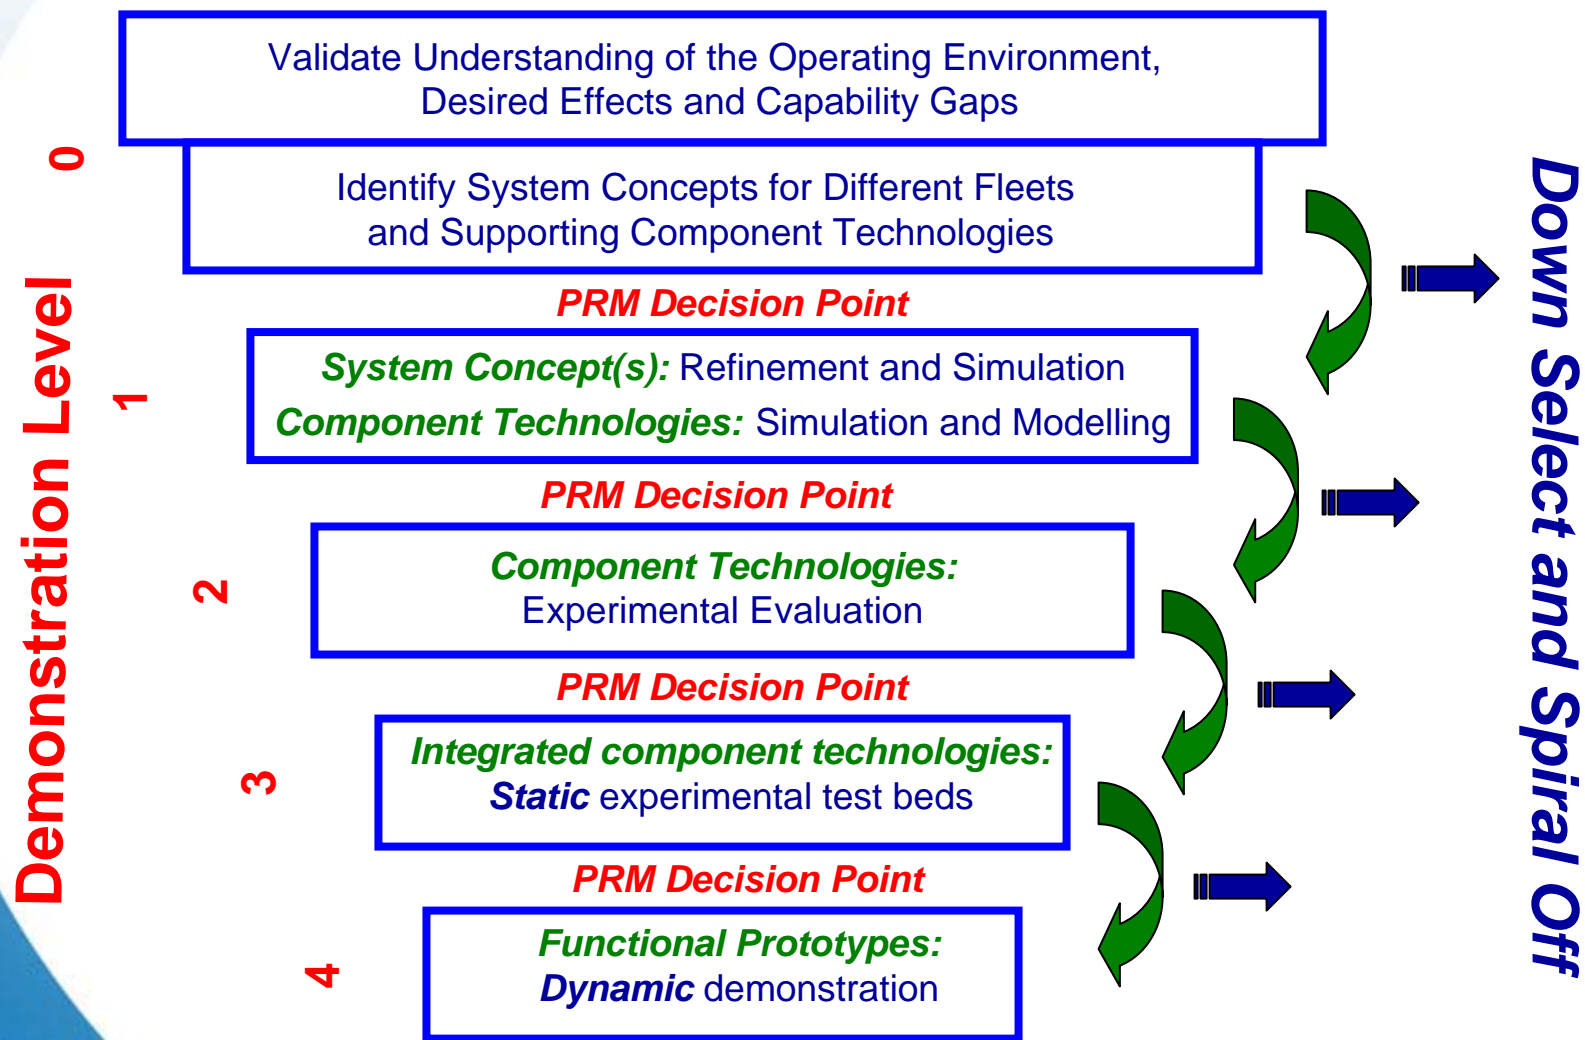 Demonstration Level
0
Validate Understanding of the Operating Environment,
Desired Effects and Capability Gaps
Identify System Concepts for Different Fleets
and Supporting Component Technologies
PRM Decision Point
1
System Concept(s): Refinement and Simulation
Component Technologies: Simulation and Modelling
PRM Decision Point
2
Component Technologies:
Experimental Evaluation
PRM Decision Point
3
Integrated component technologies:
Static experimental test beds
PRM Decision Point
4
Functional Prototypes:
Dynamic demonstration
Down Select and Spiral Off